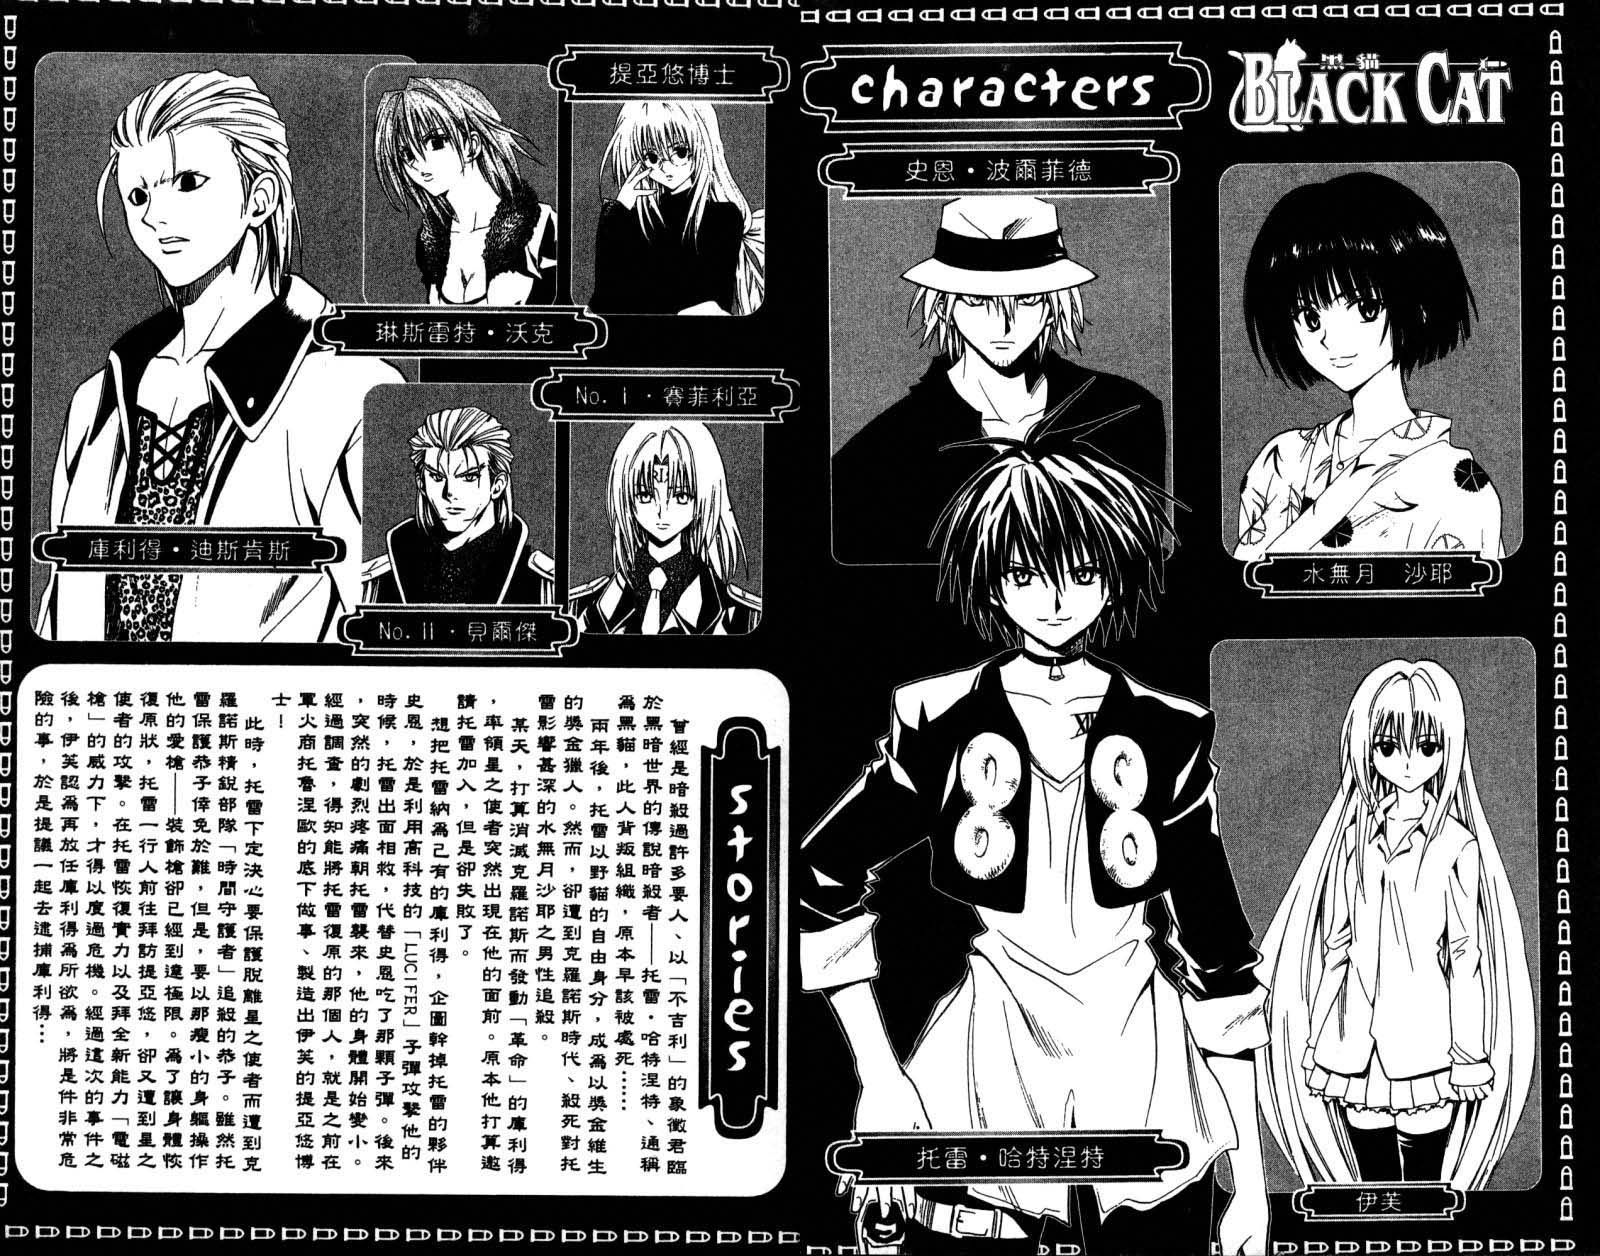 BLACK CAT
黑貓
characters
史恩・波爾菲德
水無月　沙耶
托雷・哈特涅特
伊芙
提亞悠博士
琳斯雷特・沃克
No. I・賽菲利亞
庫利得・迪斯肯斯
No. II・貝爾傑
stories
曾經是暗殺過許多要人、以「不吉利」的象徵君臨
於黑暗世界的傳說暗殺者——托雷・哈特涅特、通稱
為黑貓，此人背叛組織，原本早該被處死……
兩年後，托雷以野貓的自由身分，成為以獎金維生
的獎金獵人。然而，卻遭到克羅諾斯時代、殺死對托
雷影響甚深的水無月沙耶之男性追殺。
某天，打算消滅克羅諾斯而發動「革命」的庫利得
，率領星之使者突然出現在他的面前。原本他打算邀
請托雷加入，但是卻失敗了。
想把托雷納為己有的庫利得，企圖幹掉托雷的夥伴
史恩，於是利用高科技的「LUCIFER」子彈攻擊他的
時候，托雷出面相救，代替史恩吃了那顆子彈。後來
，突然的劇烈疼痛朝托雷襲來，他的身體開始變小。
經過調查，得知能將托雷復原的那個人，就是之前在
軍火商托魯涅歐的底下做事、製造出伊芙的提亞悠博
士！
此時，托雷下定決心要保護脫離星之使者而遭到克
羅諾斯精銳部隊「時間守護者」追殺的恭子。雖然托
雷保護恭子倖免於難，但是，要以那瘦小的身軀操作
他的愛槍——裝飾槍卻已經到達極限。為了讓身體恢
復原狀，托雷一行人前往拜訪提亞悠，卻又遭到星之
使者的攻擊。在托雷恢復實力以及拜全新能力「電磁
槍」的威力下，才得以度過危機。經過這次的事件之
後，伊芙認為再放任庫利得為所欲為，將是件非常危
險的事，於是提議一起去逮捕庫利得…